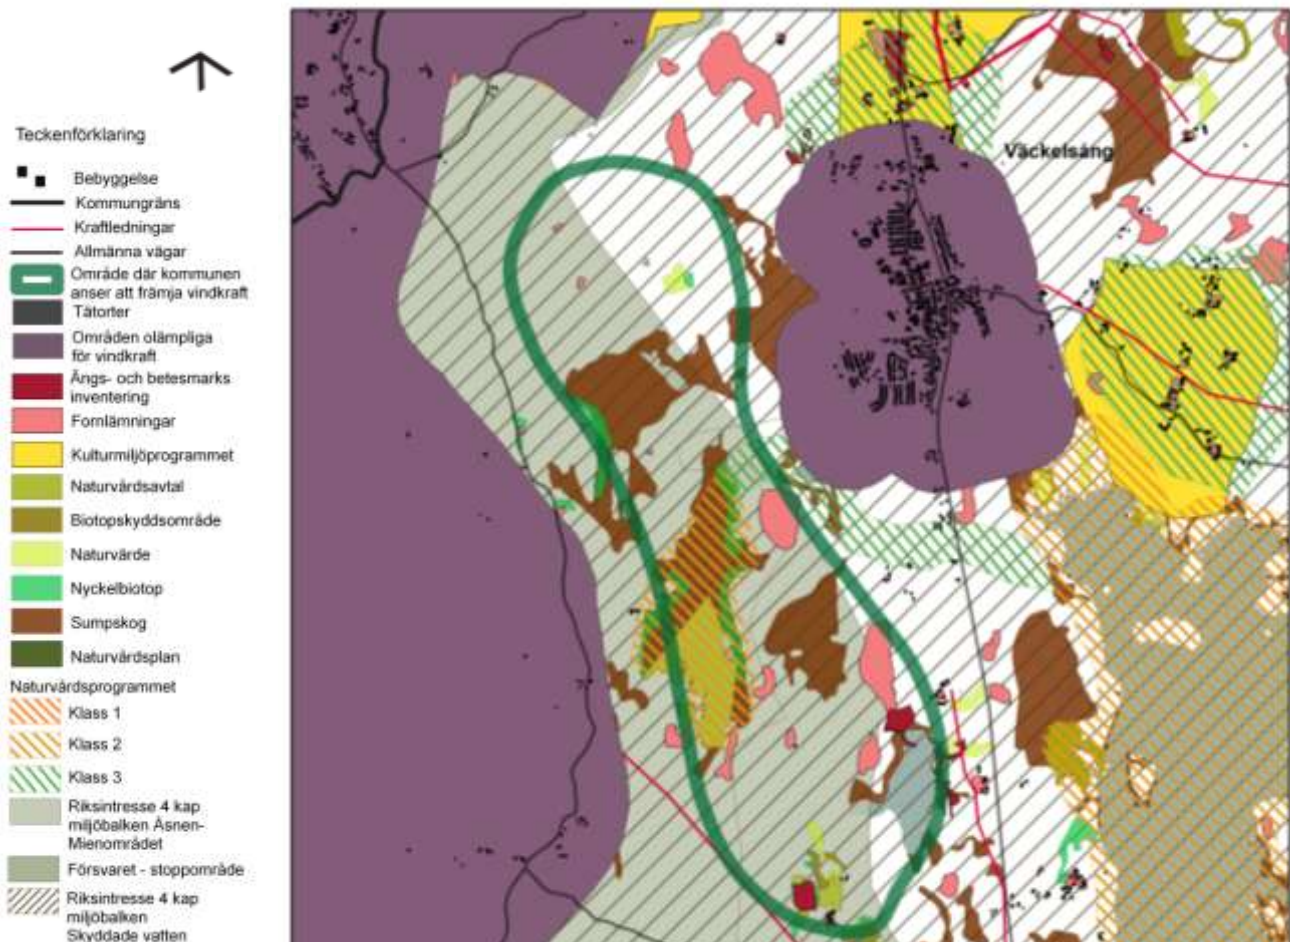 Teckenförklaring
Bebyggelse
Kommungräns
Kraftledningar
Allmänna vägar
Område där kommunen
anser att främja vindkraft
Tätorter
Områden olämpliga
för vindkraft
Ängs- och betesmarks
inventering
Fornlämningar
Kulturmiljöprogrammet
Naturvårdsavtal
Biotopskyddsområde
Naturvärde
Nyckelbiotop
Sumpskog
Naturvårdsplan
Naturvårdsprogrammet
Klass 1
Klass 2
Klass 3
Riksintresse 4 kap
miljöbalken Åsnen-
Mienområdet
Försvaret - stoppområde
Riksintresse 4 kap
miljöbalken
Skyddade vatten
Väckelsång
1